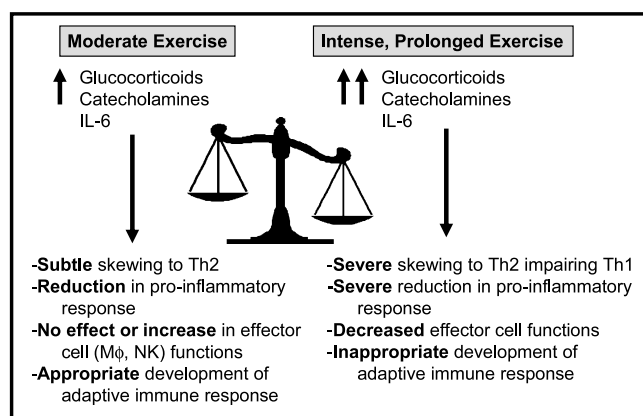 Moderate Exercise
Glucocorticoids
Catecholamines
IL-6
-Subtle skewing to Th2
-Reduction in pro-inflammatory
response
-No effect or increase in effector
cell (Mϕ, NK) functions
-Appropriate development of
adaptive immune response
Intense, Prolonged Exercise
Glucocorticoids
Catecholamines
IL-6
-Severe skewing to Th2 impairing Th1
-Severe reduction in pro-inflammatory
response
-Decreased effector cell functions
-Inappropriate development of
adaptive immune response